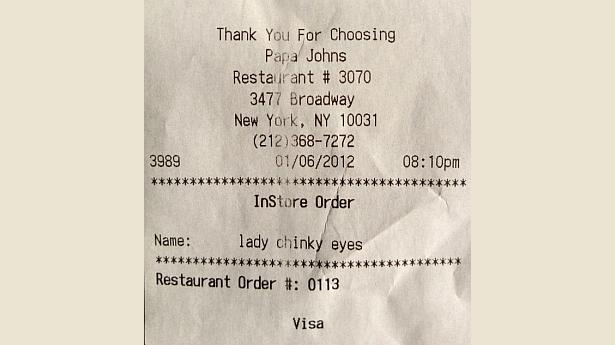 Thank You For Choosing
Papa Johns
Restaurant # 3070
3477 Broadway
New York, NY 10031
(212)368-7272
3989 01/06/2012 08:10pm
****************************************
InStore Order
Name: lady chinky eyes
****************************************
Restaurant Order #: 0113
Visa